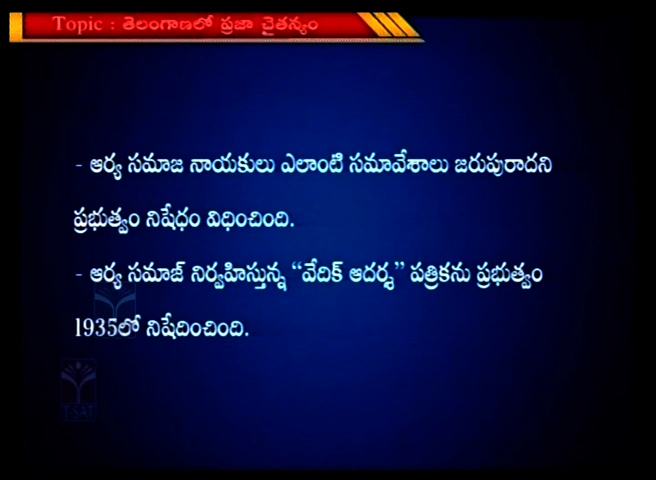 Topic : తెలంగాణలో ప్రజా చైతన్యం
- ఆర్య సమాజ నాయకులు ఎలాంటి సమావేశాలు జరుపురాదని
ప్రభుత్వం నిషేధం విధించింది.
- ఆర్య సమాజ్ నిర్వహిస్తున్న “వేదిక్ ఆదర్శ” పత్రికను ప్రభుత్వం
1935లో నిషేదించింది.
T-SAT